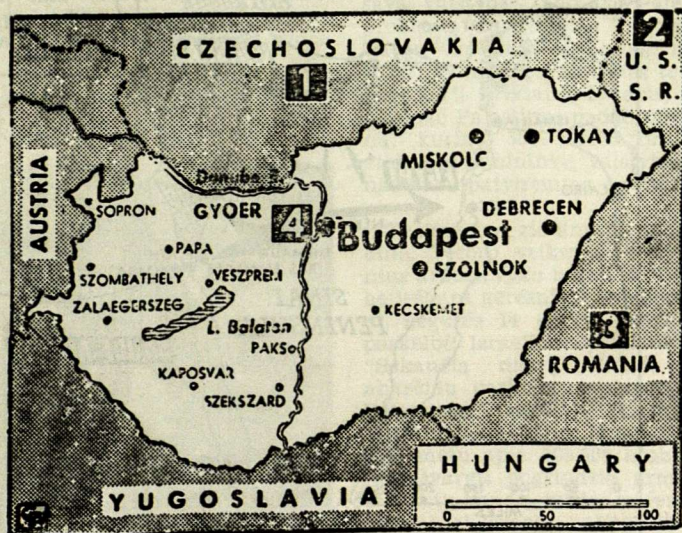 CZECHOSLOVAKIA
1
2
U. S.
S. R.
AUSTRIA
Danube
SOPRON
GYOER
4
Budapest
MISKOLC
TOKAY
DEBRECEN
PAPA
SZOMBATHELY
VESZPREM
SZOLNOK
ZALAEGERSZEG
L. Balaton
KECSKEMET
PAKS
3
ROMANIA
KAPOSVAR
SZEKSZARD
HUNGARY
YUGOSLAVIA
0 50 100
MILES